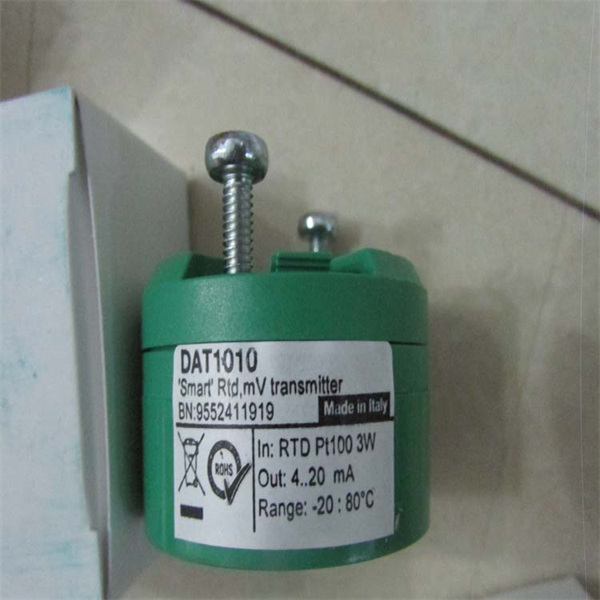 DAT1010
'Smart' Rtd,mV transmitter
BN:9552411919
Made in Italy
ROHS
In: RTD Pt100 3W
Out: 4..20 mA
Range: -20 : 80°C